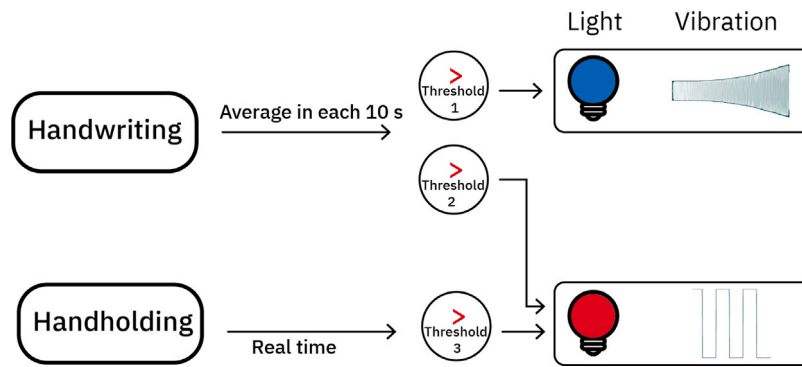 Light Vibration
>
Threshold
1
Handwriting
Average in each 10 s
>
Threshold
2
Handholding
Real time
>
Threshold
3